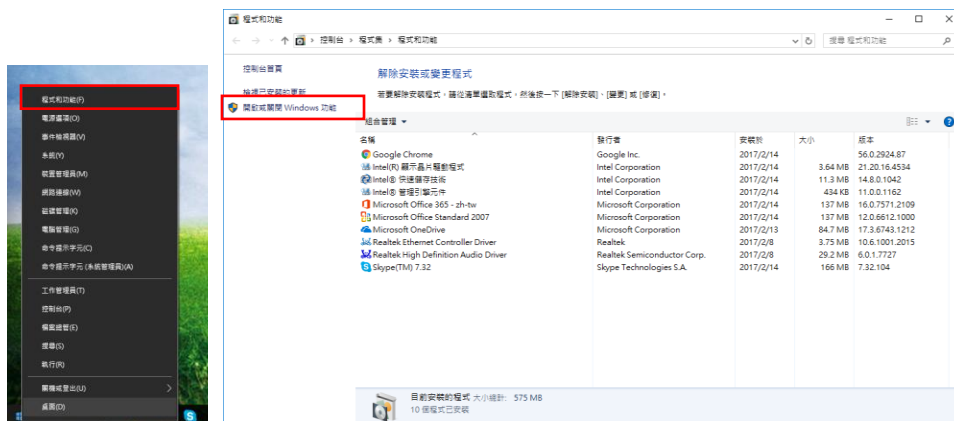 程式和功能(F)
電源選項(O)
事件檢視器(V)
系統(Y)
裝置管理員(M)
網路連線(W)
磁碟管理(K)
電腦管理(G)
命令提示字元(C)
命令提示字元 (系統管理員)(A)
工作管理員(T)
控制台(P)
檔案總管(E)
搜尋(S)
執行(R)
關機或登出(U)
桌面(D)
程式和功能
控制台 › 程式集 › 程式和功能
搜尋 程式和功能
控制台首頁
檢視已安裝的更新
開啟或關閉 Windows 功能
解除安裝或變更程式
若要解除安裝程式，請從清單選取程式，然後按一下 [解除安裝]、[變更] 或 [修復]。
組合管理
名稱 發行者 安裝於 大小 版本
Google Chrome Google Inc. 2017/2/14 56.0.2924.87
Intel(R) 顯示晶片驅動程式 Intel Corporation 2017/2/14 3.64 MB 21.20.16.4534
Intel® 快速儲存技術 Intel Corporation 2017/2/14 11.3 MB 14.8.0.1042
Intel® 管理引擎元件 Intel Corporation 2017/2/14 434 KB 11.0.0.1162
Microsoft Office 365 - zh-tw Microsoft Corporation 2017/2/14 137 MB 16.0.7571.2109
Microsoft Office Standard 2007 Microsoft Corporation 2017/2/14 137 MB 12.0.6612.1000
Microsoft OneDrive Microsoft Corporation 2017/2/13 84.7 MB 17.3.6743.1212
Realtek Ethernet Controller Driver Realtek 2017/2/8 3.75 MB 10.6.1001.2015
Realtek High Definition Audio Driver Realtek Semiconductor Corp. 2017/2/8 29.2 MB 6.0.1.7727
Skype(TM) 7.32 Skype Technologies S.A. 2017/2/14 166 MB 7.32.104
目前安裝的程式 大小總計: 575 MB
10 個程式已安裝